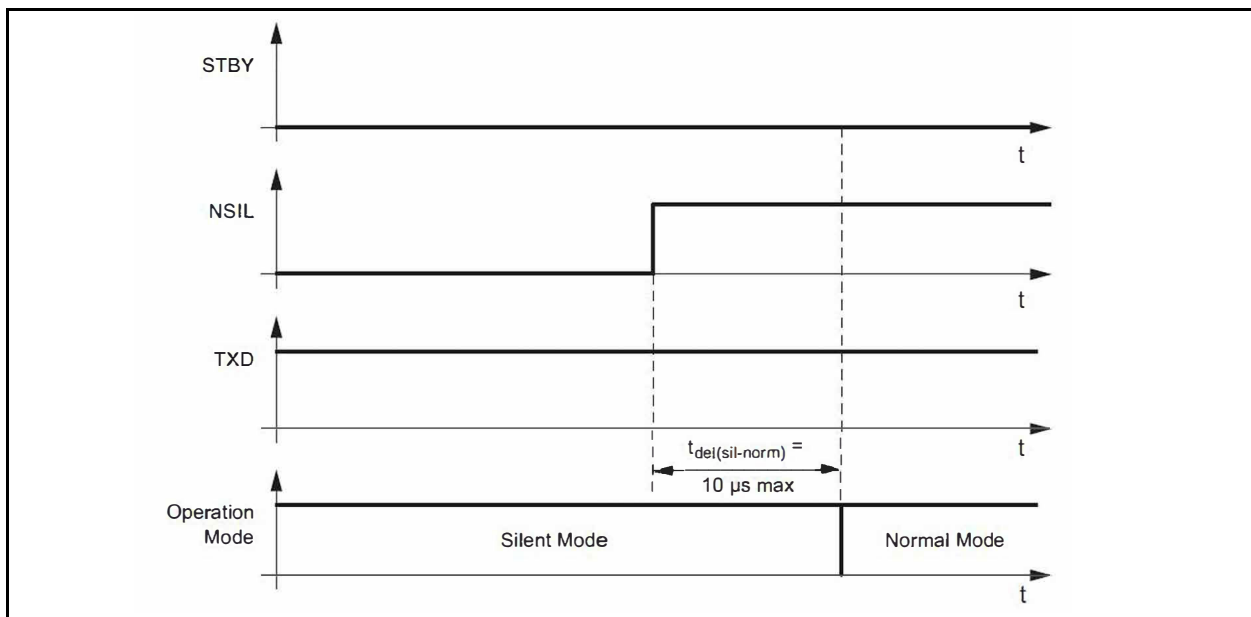 STBY
t
NSIL
t
TXD
t
tdel(sil-norm) =
10 µs max
Operation
Mode
Silent Mode
Normal Mode
t